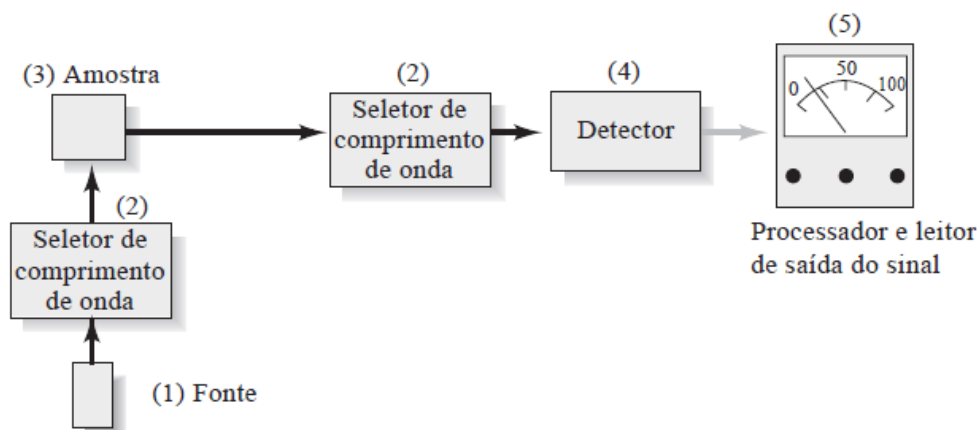 (5)
(2)
(4)
(3) Amostra
0
50
100
Seletor de
comprimento
de onda
Detector
(2)
Seletor de
comprimento
de onda
Processador e leitor
de saída do sinal
(1) Fonte